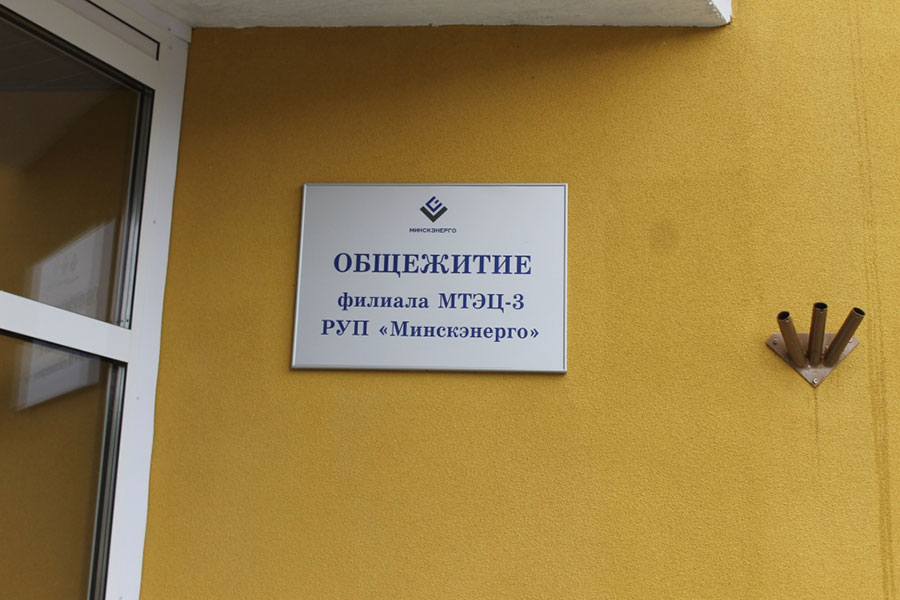 МИНСКЭНЕРГО
ОБЩЕЖИТИЕ
филиала МТЭЦ-3
РУП «Минскэнерго»